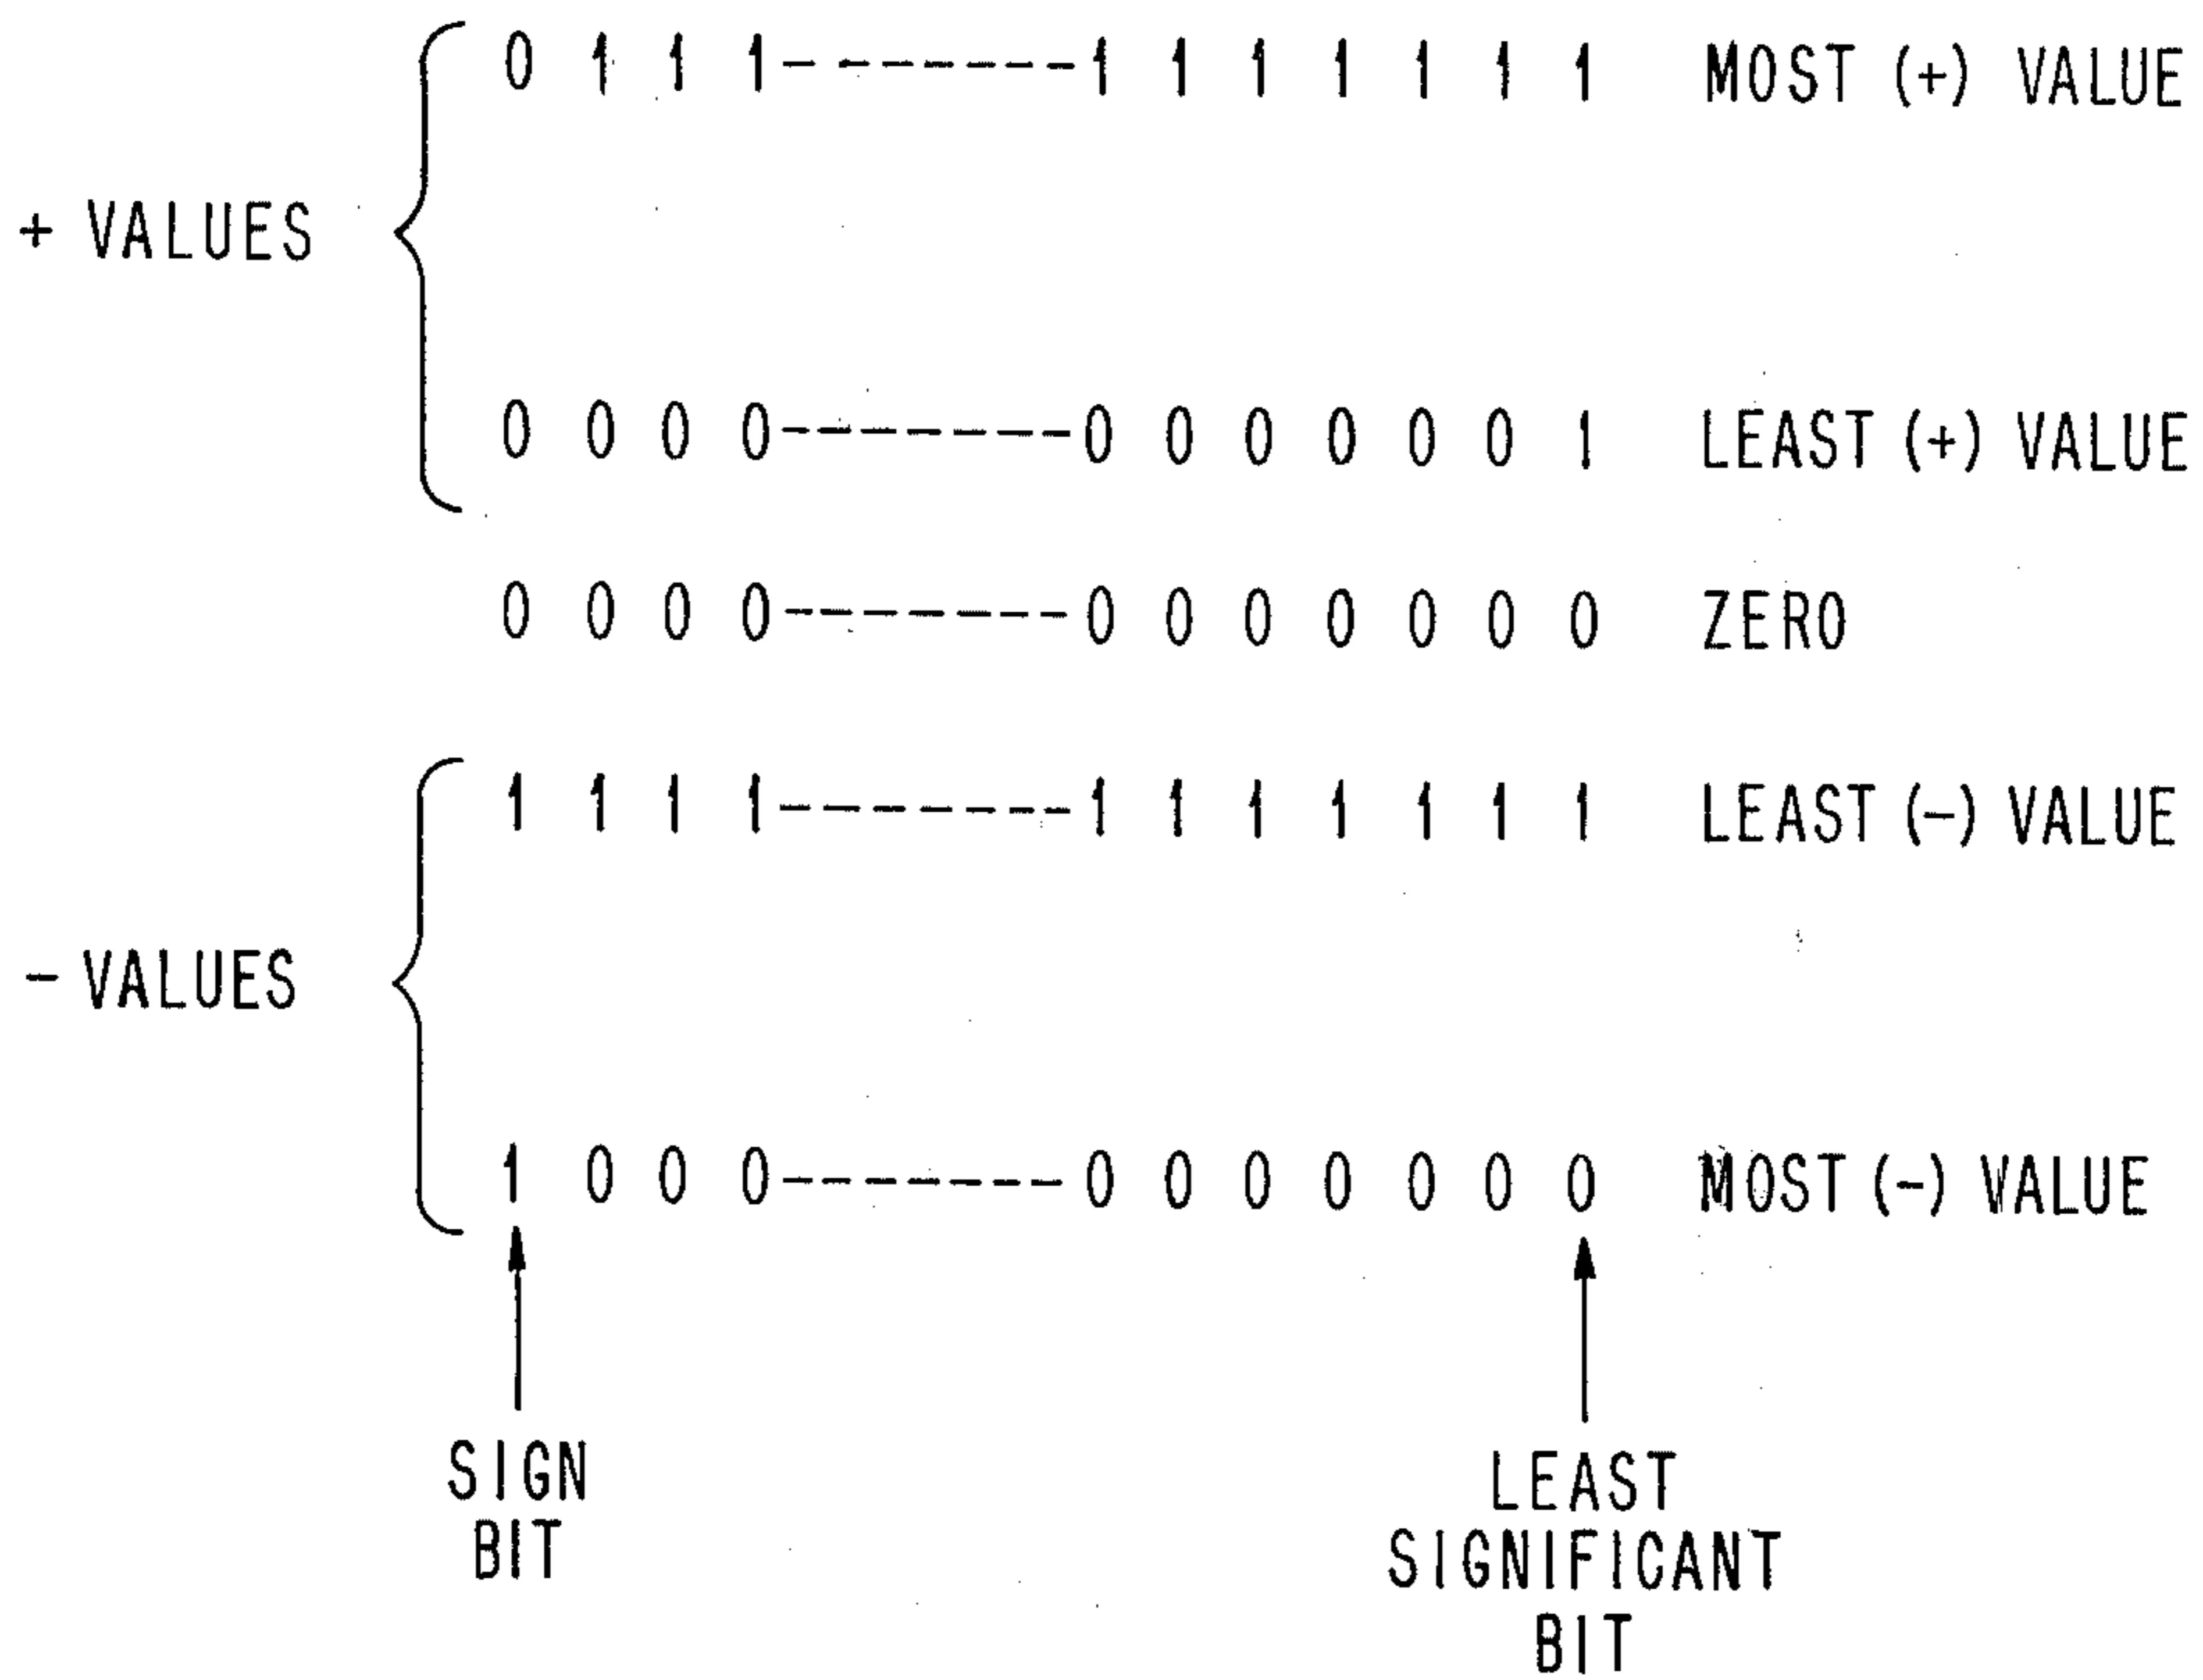 0 1 1 1 - - - - - - - - 1 1 1 1 1 1 1 MOST (+) VALUE
+ VALUES
0 0 0 0 - - - - - - - - 0 0 0 0 0 0 1 LEAST (+) VALUE
0 0 0 0 - - - - - - - - 0 0 0 0 0 0 0 ZERO
1 1 1 1 - - - - - - - - 1 1 1 1 1 1 1 LEAST (-) VALUE
- VALUES
1 0 0 0 - - - - - - - - 0 0 0 0 0 0 0 MOST (-) VALUE
SIGN
BIT
LEAST
SIGNIFICANT
BIT